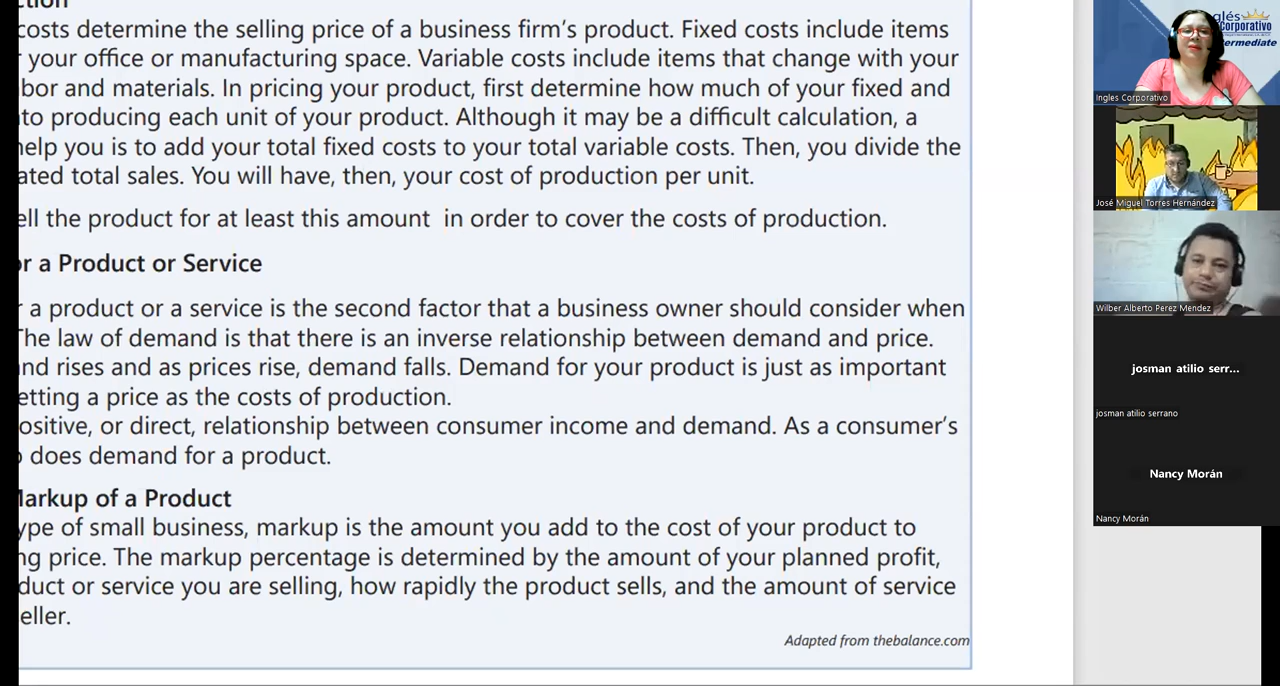 costs determine the selling price of a business firm's product. Fixed costs include items
your office or manufacturing space. Variable costs include items that change with your
bor and materials. In pricing your product, first determine how much of your fixed and
to producing each unit of your product. Although it may be a difficult calculation, a
help you is to add your total fixed costs to your total variable costs. Then, you divide the
ated total sales. You will have, then, your cost of production per unit.
ell the product for at least this amount in order to cover the costs of production.
or a Product or Service
r a product or a service is the second factor that a business owner should consider when
The law of demand is that there is an inverse relationship between demand and price.
nd rises and as prices rise, demand falls. Demand for your product is just as important
etting a price as the costs of production.
ositive, or direct, relationship between consumer income and demand. As a consumer's
does demand for a product.
Markup of a Product
ype of small business, markup is the amount you add to the cost of your product to
ng price. The markup percentage is determined by the amount of your planned profit,
duct or service you are selling, how rapidly the product sells, and the amount of service
eller.
Adapted from thebalance.com
glés
Corporativo
termediate
Ingles Corporativo
José Miguel Torres Hernández
Wilber Alberto Perez Mendez
josman atilio serr...
josman atilio serrano
Nancy Morán
Nancy Morán